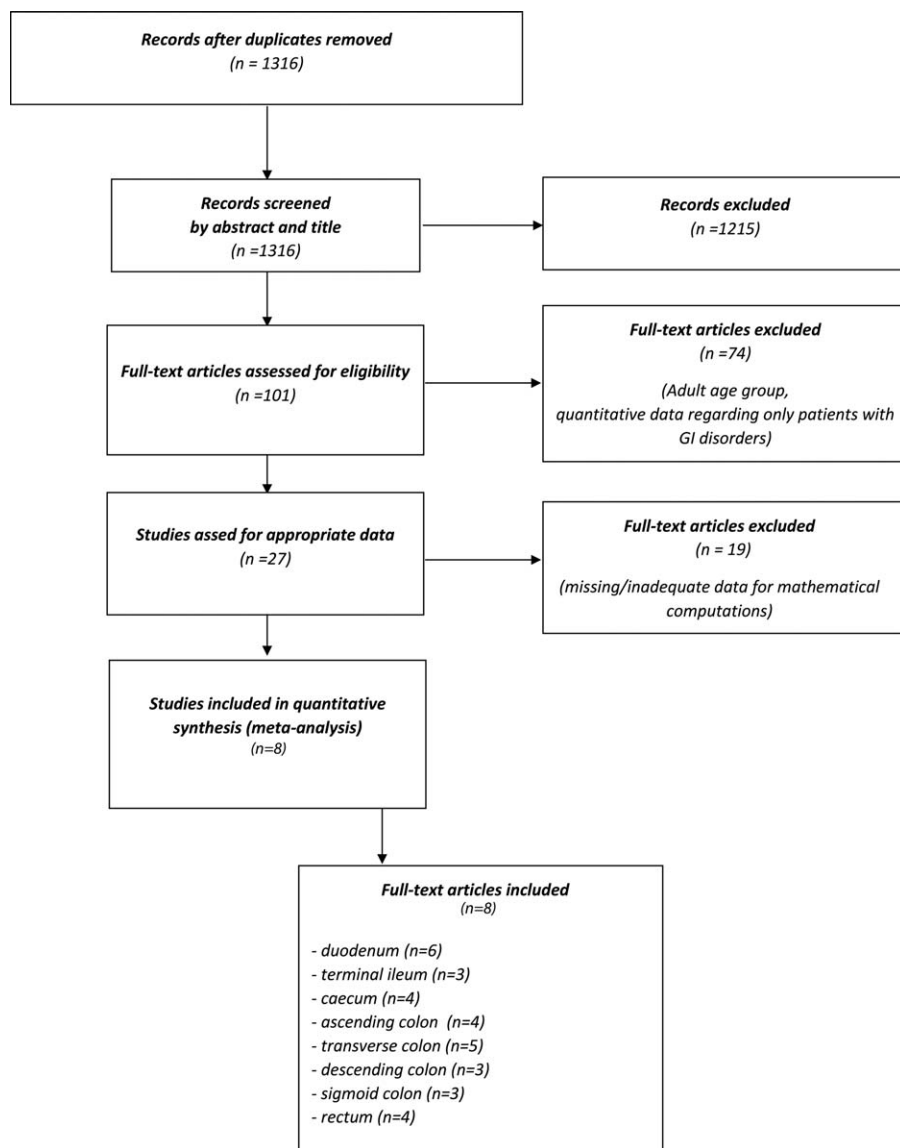 Records after duplicates removed
(n = 1316)
Records screened
by abstract and title
(n =1316)
Records excluded
(n =1215)
Full-text articles assessed for eligibility
(n =101)
Full-text articles excluded
(n =74)
(Adult age group,
quantitative data regarding only patients with
GI disorders)
Studies assed for appropriate data
(n =27)
Full-text articles excluded
(n = 19)
(missing/inadequate data for mathematical
computations)
Studies included in quantitative
synthesis (meta-analysis)
(n=8)
Full-text articles included
(n=8)
- duodenum (n=6)
- terminal ileum (n=3)
- caecum (n=4)
- ascending colon (n=4)
- transverse colon (n=5)
- descending colon (n=3)
- sigmoid colon (n=3)
- rectum (n=4)